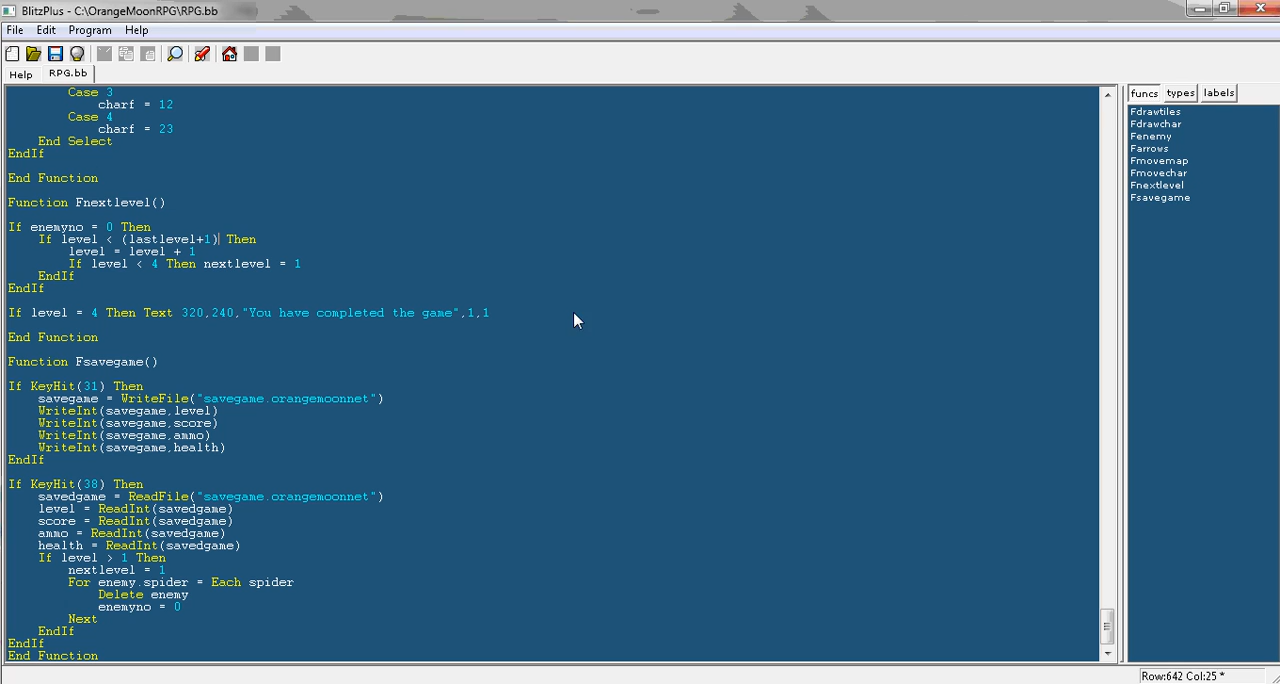 BlitzPlus - C:\OrangeMoonRPG\RPG.bb
File Edit Program Help
Help RPG.bb
Case 3
charf = 12
Case 4
charf = 23
End Select
EndIf
End Function
Function Fnextlevel()
If enemyno = 0 Then
If level < (lastlevel+1) Then
level = level + 1
If level < 4 Then nextlevel = 1
EndIf
EndIf
If level = 4 Then Text 320,240,"You have completed the game",1,1
End Function
Function Fsavegame()
If KeyHit(31) Then
savegame = WriteFile("savegame.orangemoonnet")
WriteInt(savegame,level)
WriteInt(savegame,score)
WriteInt(savegame,ammo)
WriteInt(savegame,health)
EndIf
If KeyHit(38) Then
savedgame = ReadFile("savegame.orangemoonnet")
level = ReadInt(savedgame)
score = ReadInt(savedgame)
ammo = ReadInt(savedgame)
health = ReadInt(savedgame)
If level > 1 Then
nextlevel = 1
For enemy.spider = Each spider
Delete enemy
enemyno = 0
Next
EndIf
EndIf
End Function
funcs types labels
Fdrawtiles
Fdrawchar
Fenemy
Farrows
Fmovemap
Fmovechar
Fnextlevel
Fsavegame
Row:642 Col:25 *